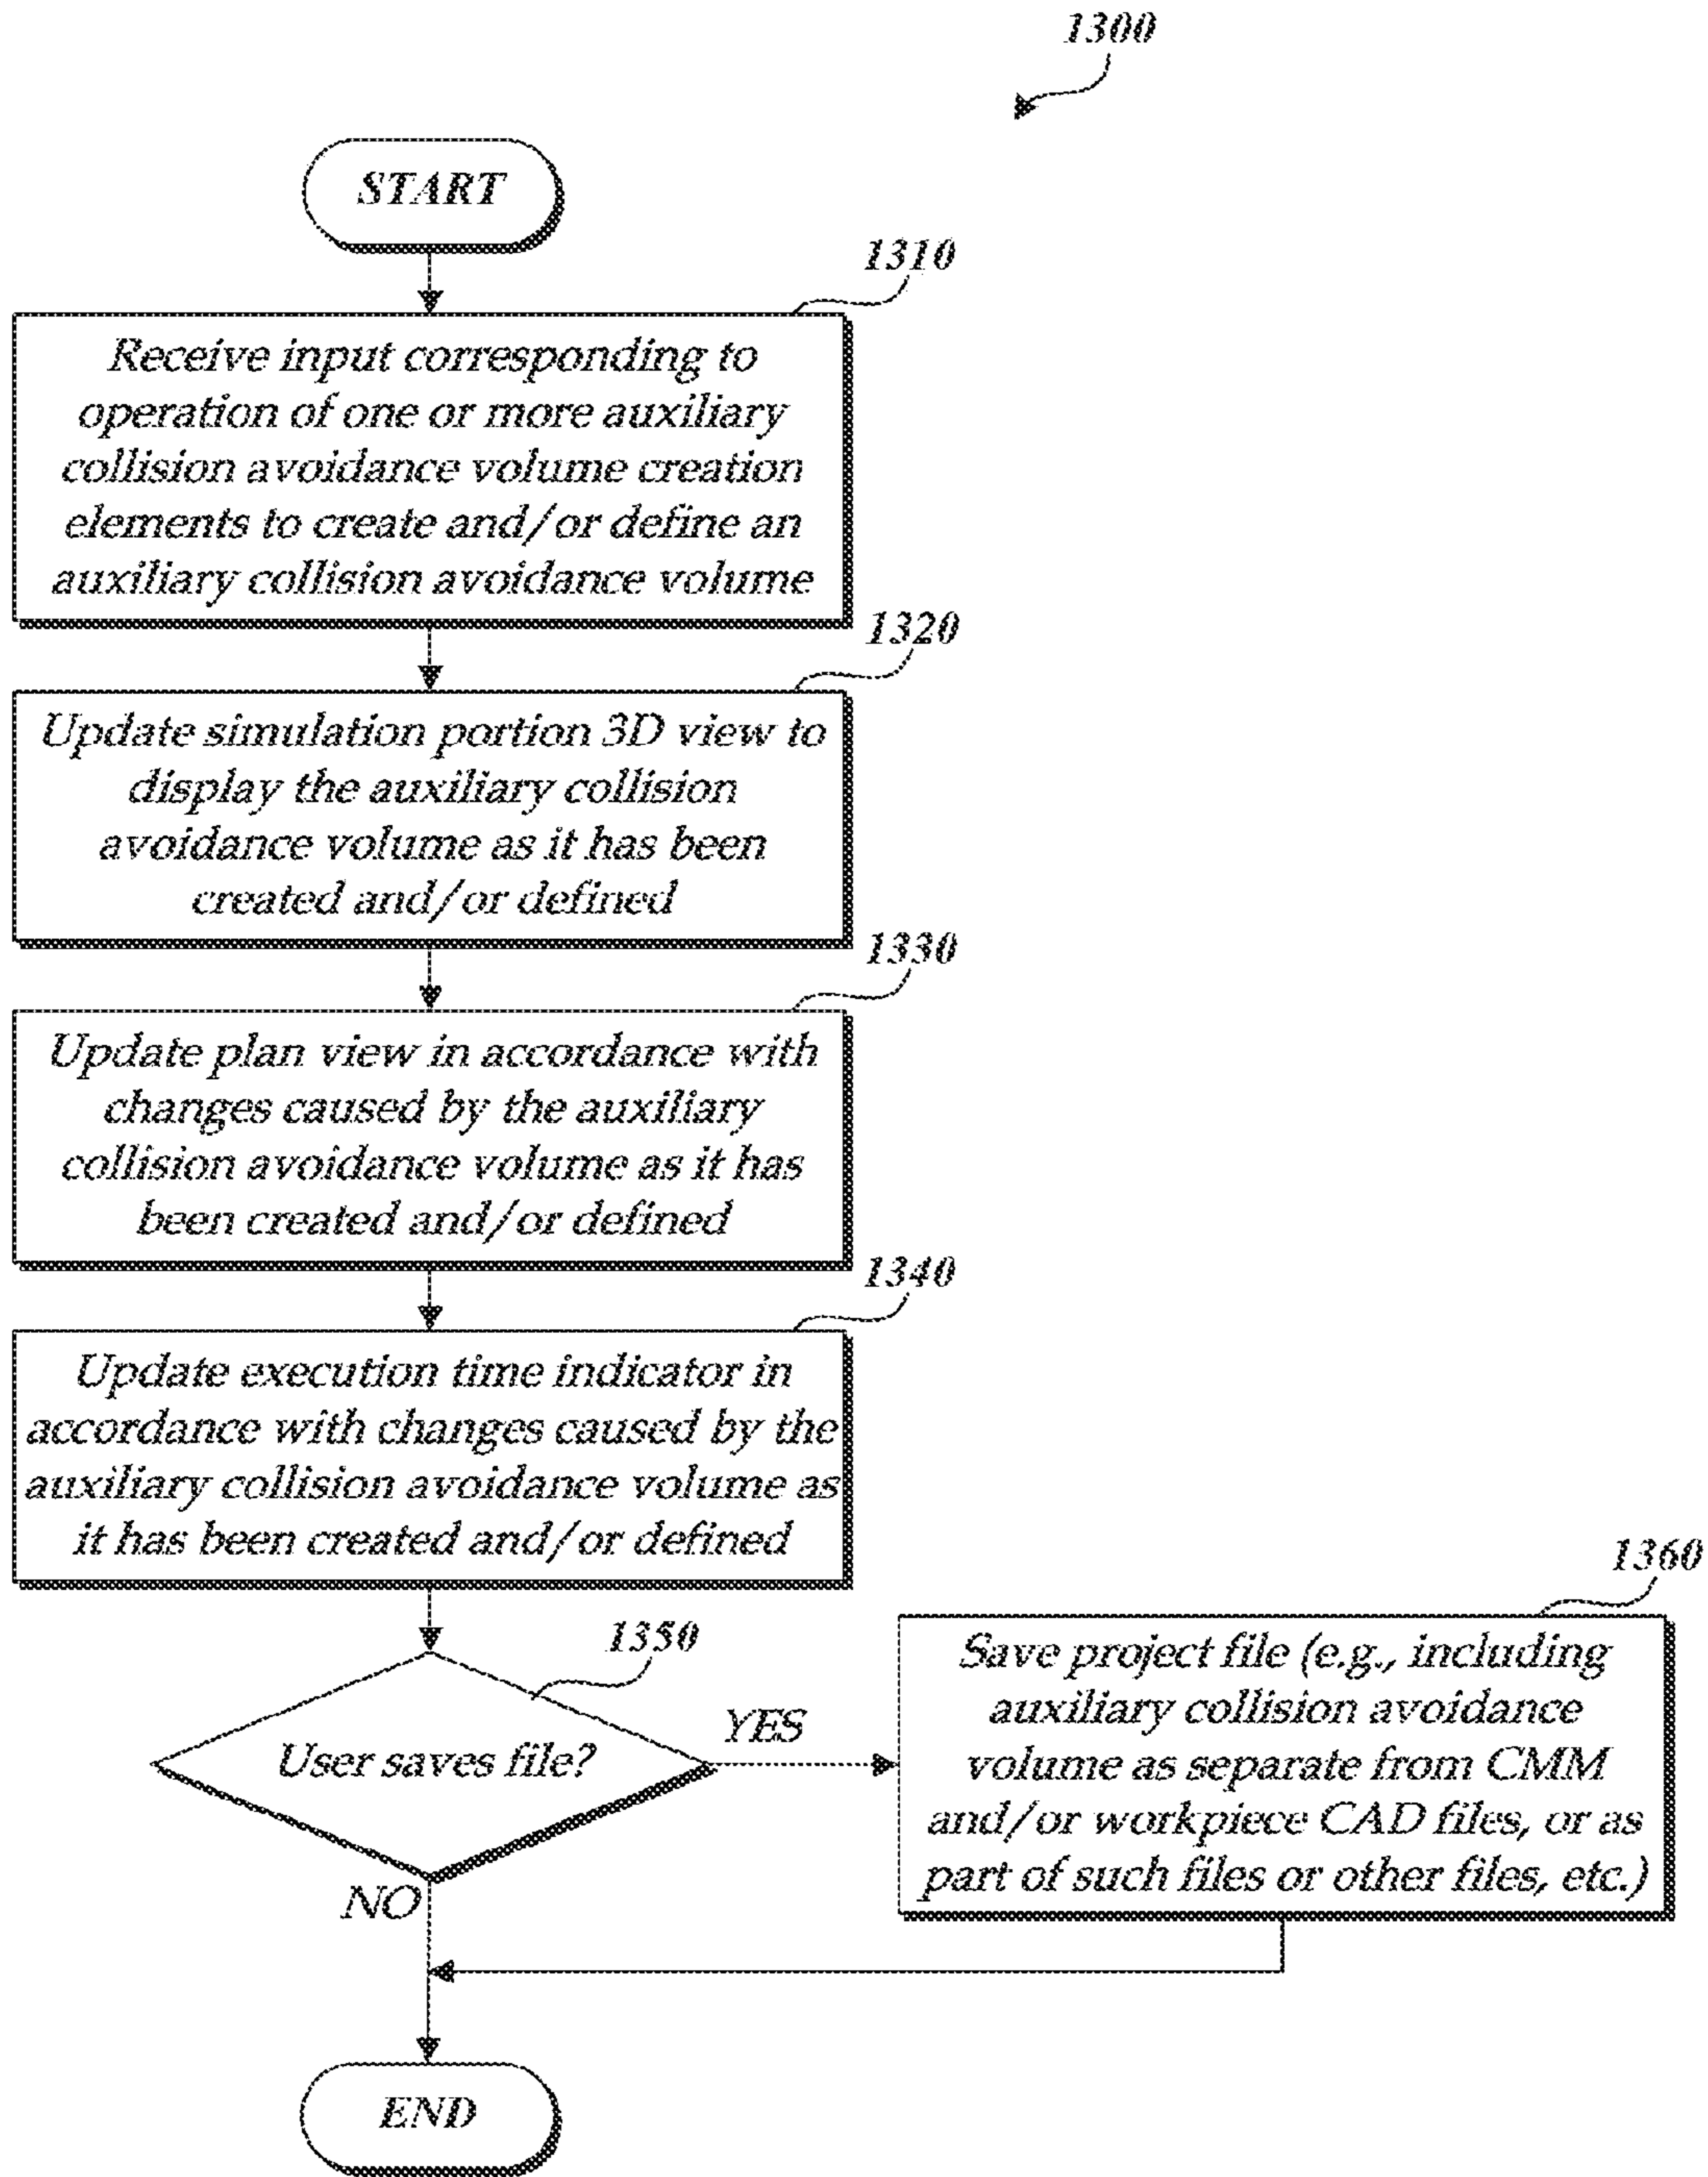 1300
START
1310
Receive input corresponding to
operation of one or more auxiliary
collision avoidance volume creation
elements to create and/or define an
auxiliary collision avoidance volume
1320
Update simulation portion 3D view to
display the auxiliary collision
avoidance volume as it has been
created and/or defined
1330
Update plan view in accordance with
changes caused by the auxiliary
collision avoidance volume as it has
been created and/or defined
1340
Update execution time indicator in
accordance with changes caused by the
auxiliary collision avoidance volume as
it has been created and/or defined
1350
User saves file?
YES
1360
Save project file (e.g., including
auxiliary collision avoidance
volume as separate from CMM
and/or workpiece CAD files, or as
part of such files or other files, etc.)
NO
END